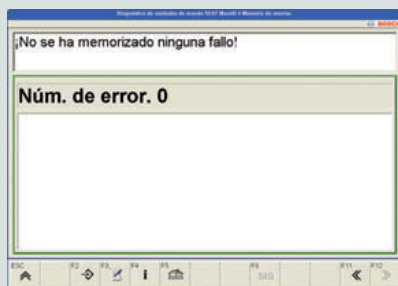 Diagnóstico de unidades de mando SEAT Marelli 4 Memoria de averías
BOSCH
¡No se ha memorizado ninguna fallo!
Núm. de error. 0
ESC F2 F3 F4 F5 F8 F11 F12
SIS